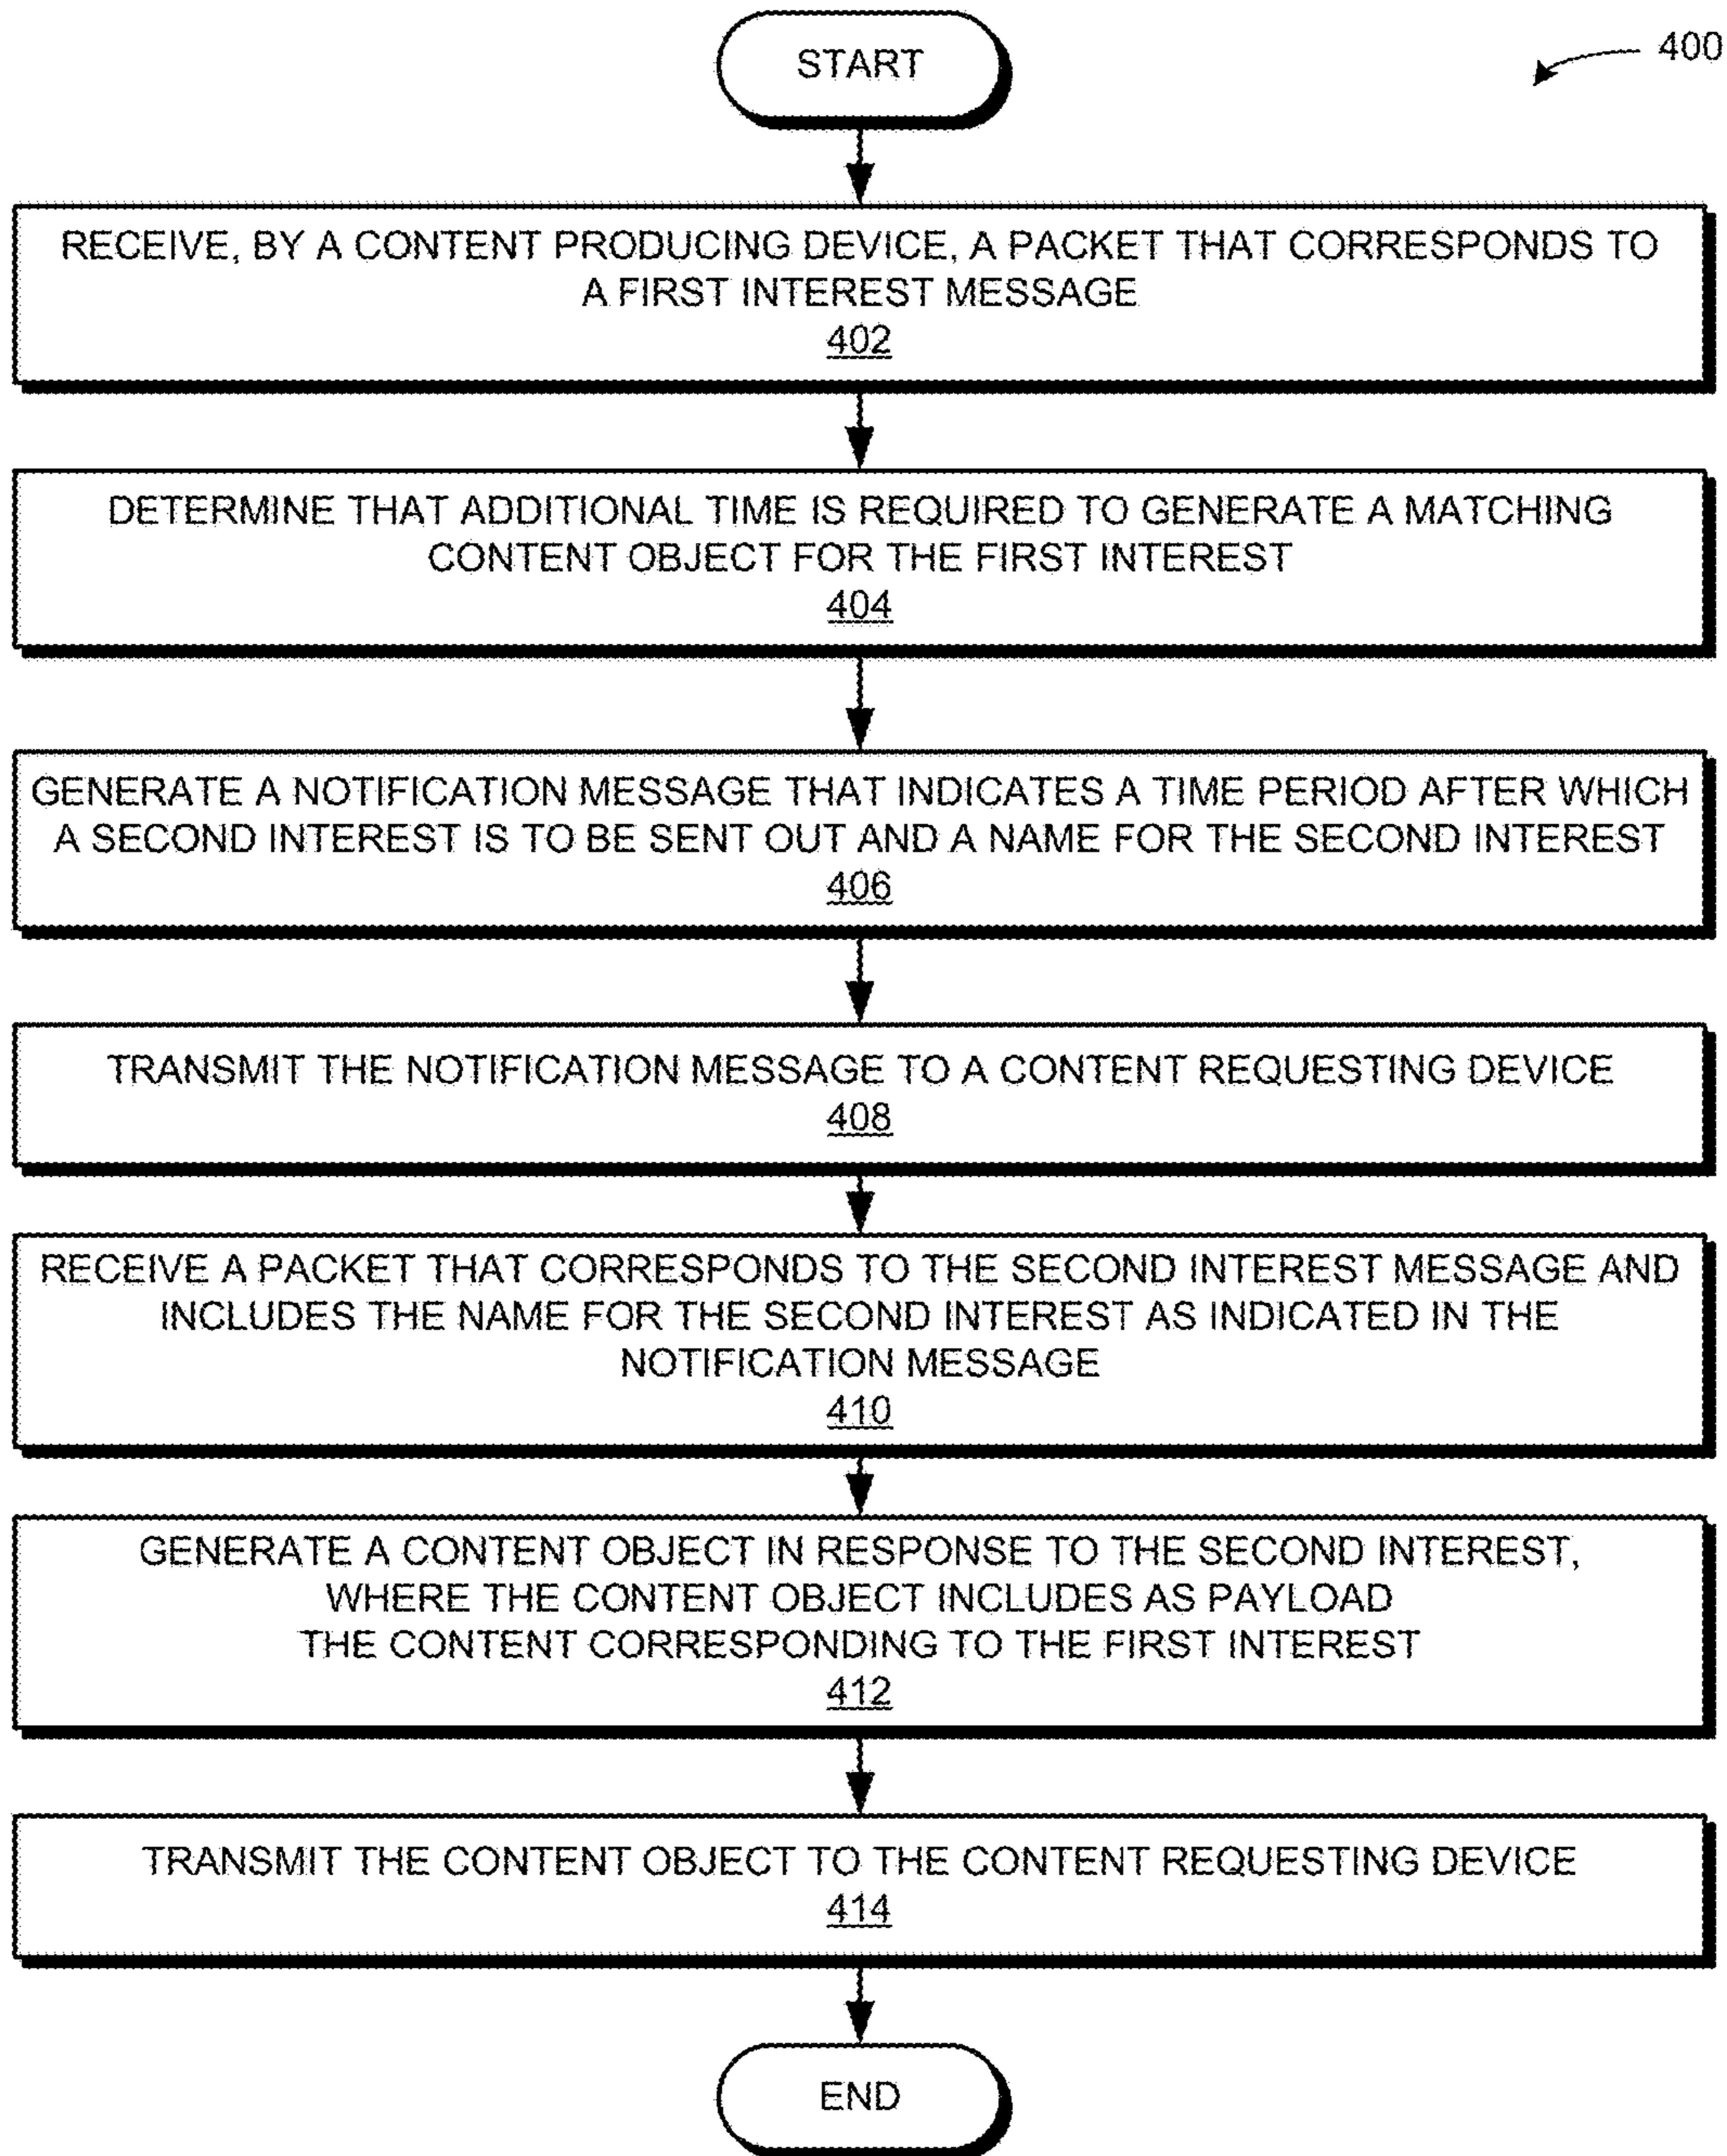 START
400
RECEIVE, BY A CONTENT PRODUCING DEVICE, A PACKET THAT CORRESPONDS TO
A FIRST INTEREST MESSAGE
402
DETERMINE THAT ADDITIONAL TIME IS REQUIRED TO GENERATE A MATCHING
CONTENT OBJECT FOR THE FIRST INTEREST
404
GENERATE A NOTIFICATION MESSAGE THAT INDICATES A TIME PERIOD AFTER WHICH
A SECOND INTEREST IS TO BE SENT OUT AND A NAME FOR THE SECOND INTEREST
406
TRANSMIT THE NOTIFICATION MESSAGE TO A CONTENT REQUESTING DEVICE
408
RECEIVE A PACKET THAT CORRESPONDS TO THE SECOND INTEREST MESSAGE AND
INCLUDES THE NAME FOR THE SECOND INTEREST AS INDICATED IN THE
NOTIFICATION MESSAGE
410
GENERATE A CONTENT OBJECT IN RESPONSE TO THE SECOND INTEREST,
WHERE THE CONTENT OBJECT INCLUDES AS PAYLOAD
THE CONTENT CORRESPONDING TO THE FIRST INTEREST
412
TRANSMIT THE CONTENT OBJECT TO THE CONTENT REQUESTING DEVICE
414
END